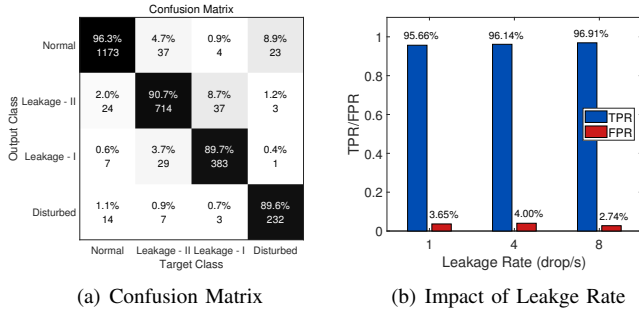 Confusion Matrix
Output Class
Normal
96.3% 4.7% 0.9% 8.9%
1173 37 4 23
Leakage - II
2.0% 90.7% 8.7% 1.2%
24 714 37 3
Leakage - I
0.6% 3.7% 89.7% 0.4%
7 29 383 1
Disturbed
1.1% 0.9% 0.7% 89.6%
14 7 3 232
Normal Leakage - II Leakage - I Disturbed
Target Class
(a) Confusion Matrix
TPR/FPR
1
0.8
0.6
0.4
0.2
0
95.66% 96.14% 96.91%
TPR
FPR
3.65% 4.00% 2.74%
1 4 8
Leakage Rate (drop/s)
(b) Impact of Leakge Rate